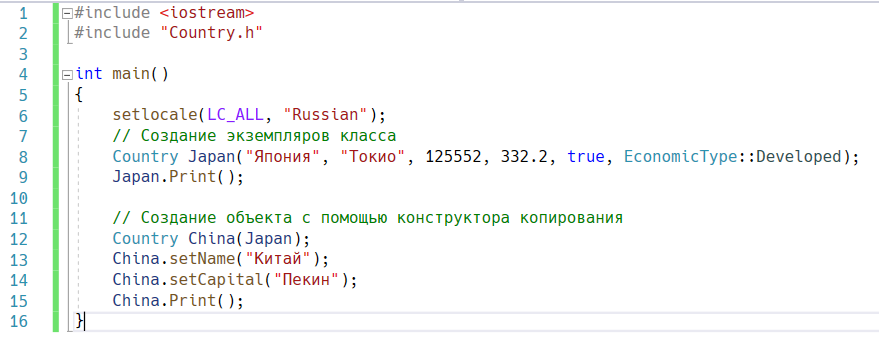 1 #include <iostream>
2 #include "Country.h"
3
4 int main()
5 {
6 setlocale(LC_ALL, "Russian");
7 // Создание экземпляров класса
8 Country Japan("Япония", "Токио", 125552, 332.2, true, EconomicType::Developed);
9 Japan.Print();
10
11 // Создание объекта с помощью конструктора копирования
12 Country China(Japan);
13 China.setName("Китай");
14 China.setCapital("Пекин");
15 China.Print();
16 }